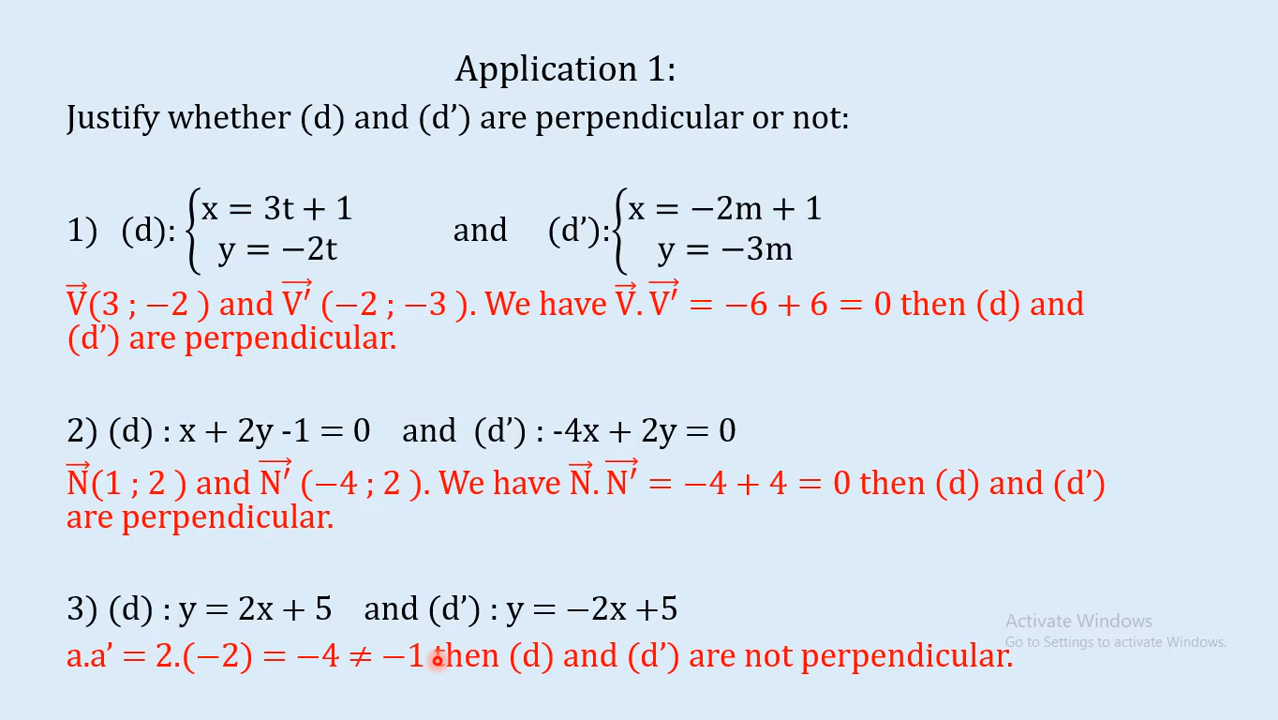 Application 1:
Justify whether (d) and (d’) are perpendicular or not:
1) (d): {x = 3t + 1 and (d’): {x = −2m + 1
y = −2t y = −3m
V⃗(3 ; −2 ) and V′⃗ (−2 ; −3 ). We have V⃗. V′⃗ = −6 + 6 = 0 then (d) and
(d’) are perpendicular.
2) (d) : x + 2y -1 = 0 and (d’) : -4x + 2y = 0
N⃗(1 ; 2 ) and N′⃗ (−4 ; 2 ). We have N⃗. N′⃗ = −4 + 4 = 0 then (d) and (d’)
are perpendicular.
3) (d) : y = 2x + 5 and (d’) : y = −2x +5
a.a’ = 2.(−2) = −4 ≠ −1 then (d) and (d’) are not perpendicular.
Activate Windows
Go to Settings to activate Windows.